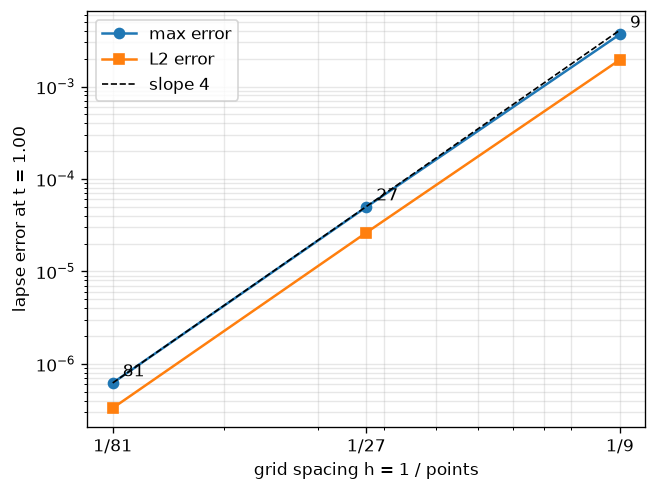 max error
L2 error
slope 4
9
27
81
10⁻³
10⁻⁴
10⁻⁵
10⁻⁶
lapse error at t = 1.00
1/81 1/27 1/9
grid spacing h = 1 / points